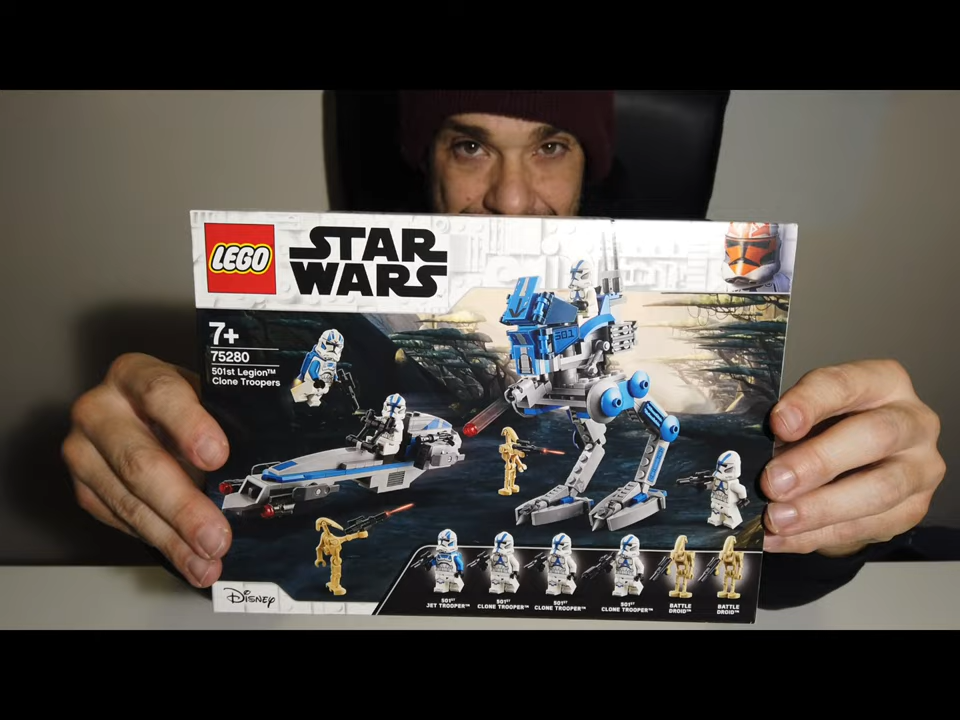 LEGO
STAR
WARS
7+
75280
501st Legion™
Clone Troopers
501
Disney
501ST
JET TROOPER™
501ST
CLONE TROOPER™
501ST
CLONE TROOPER™
501ST
CLONE TROOPER™
BATTLE
DROID™
BATTLE
DROID™